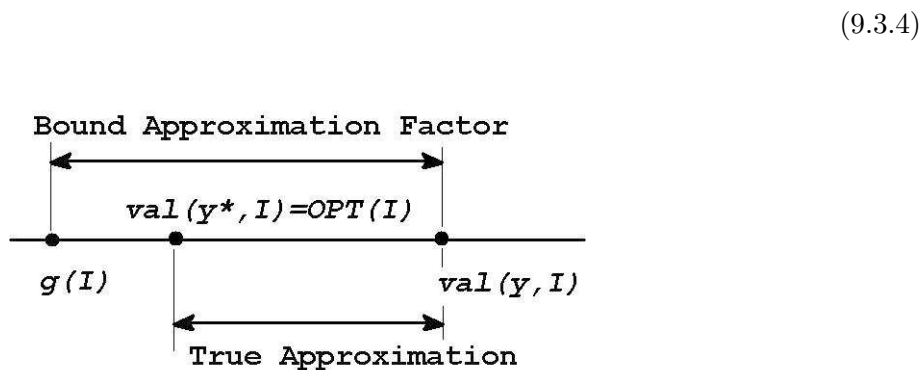 (9.3.4)
Bound Approximation Factor
val(y*,I)=OPT(I)
g(I)
val(y,I)
True Approximation